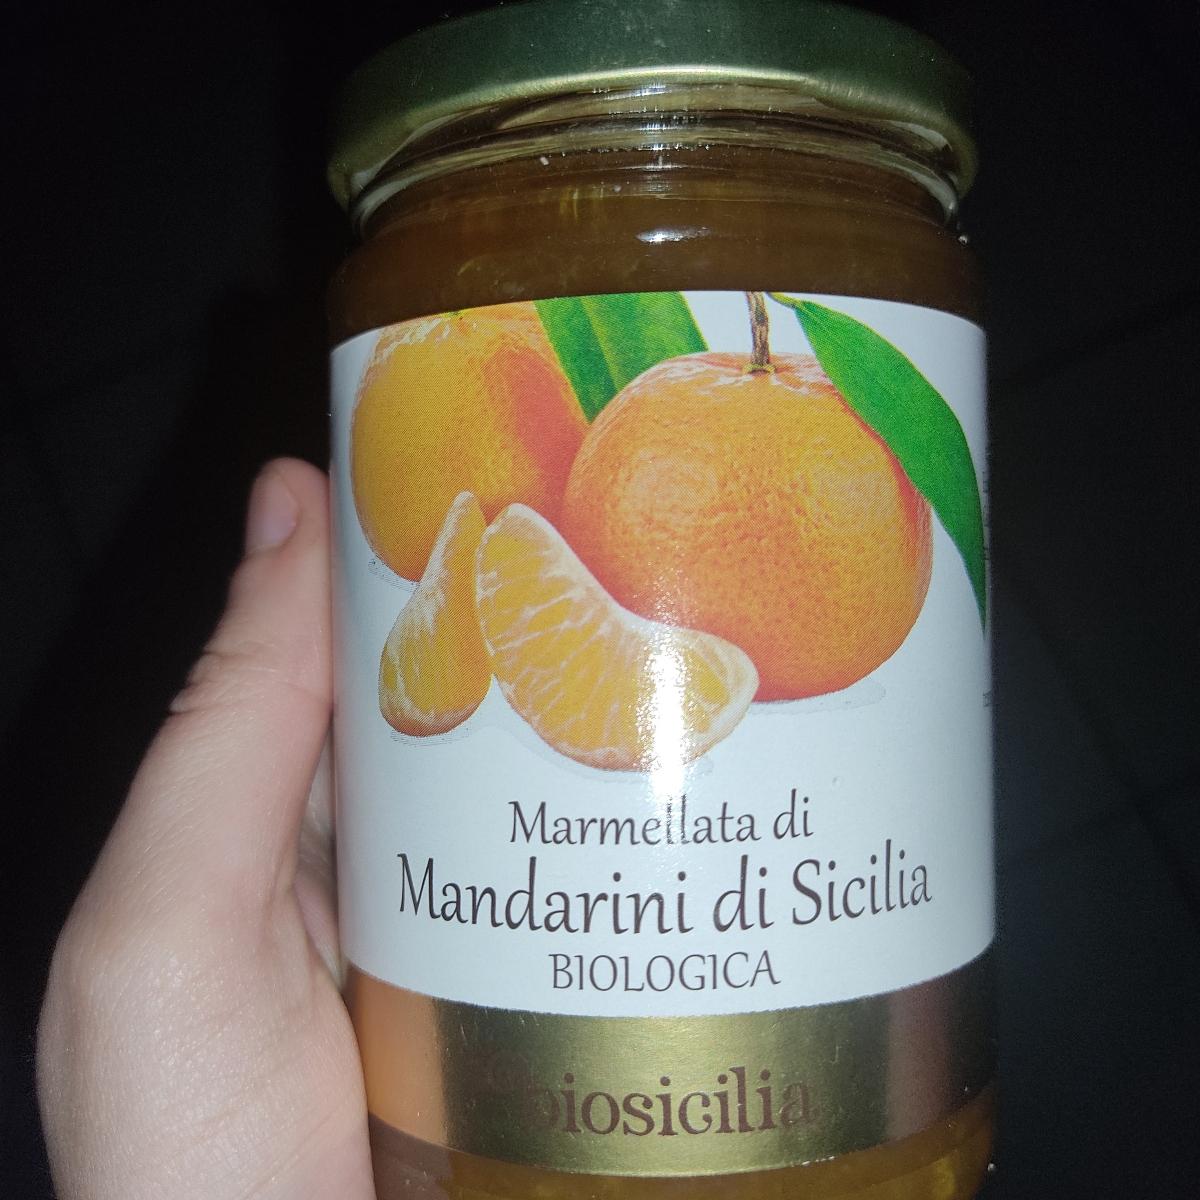 Marmellata di
Mandarini di Sicilia
BIOLOGICA
biosicilia